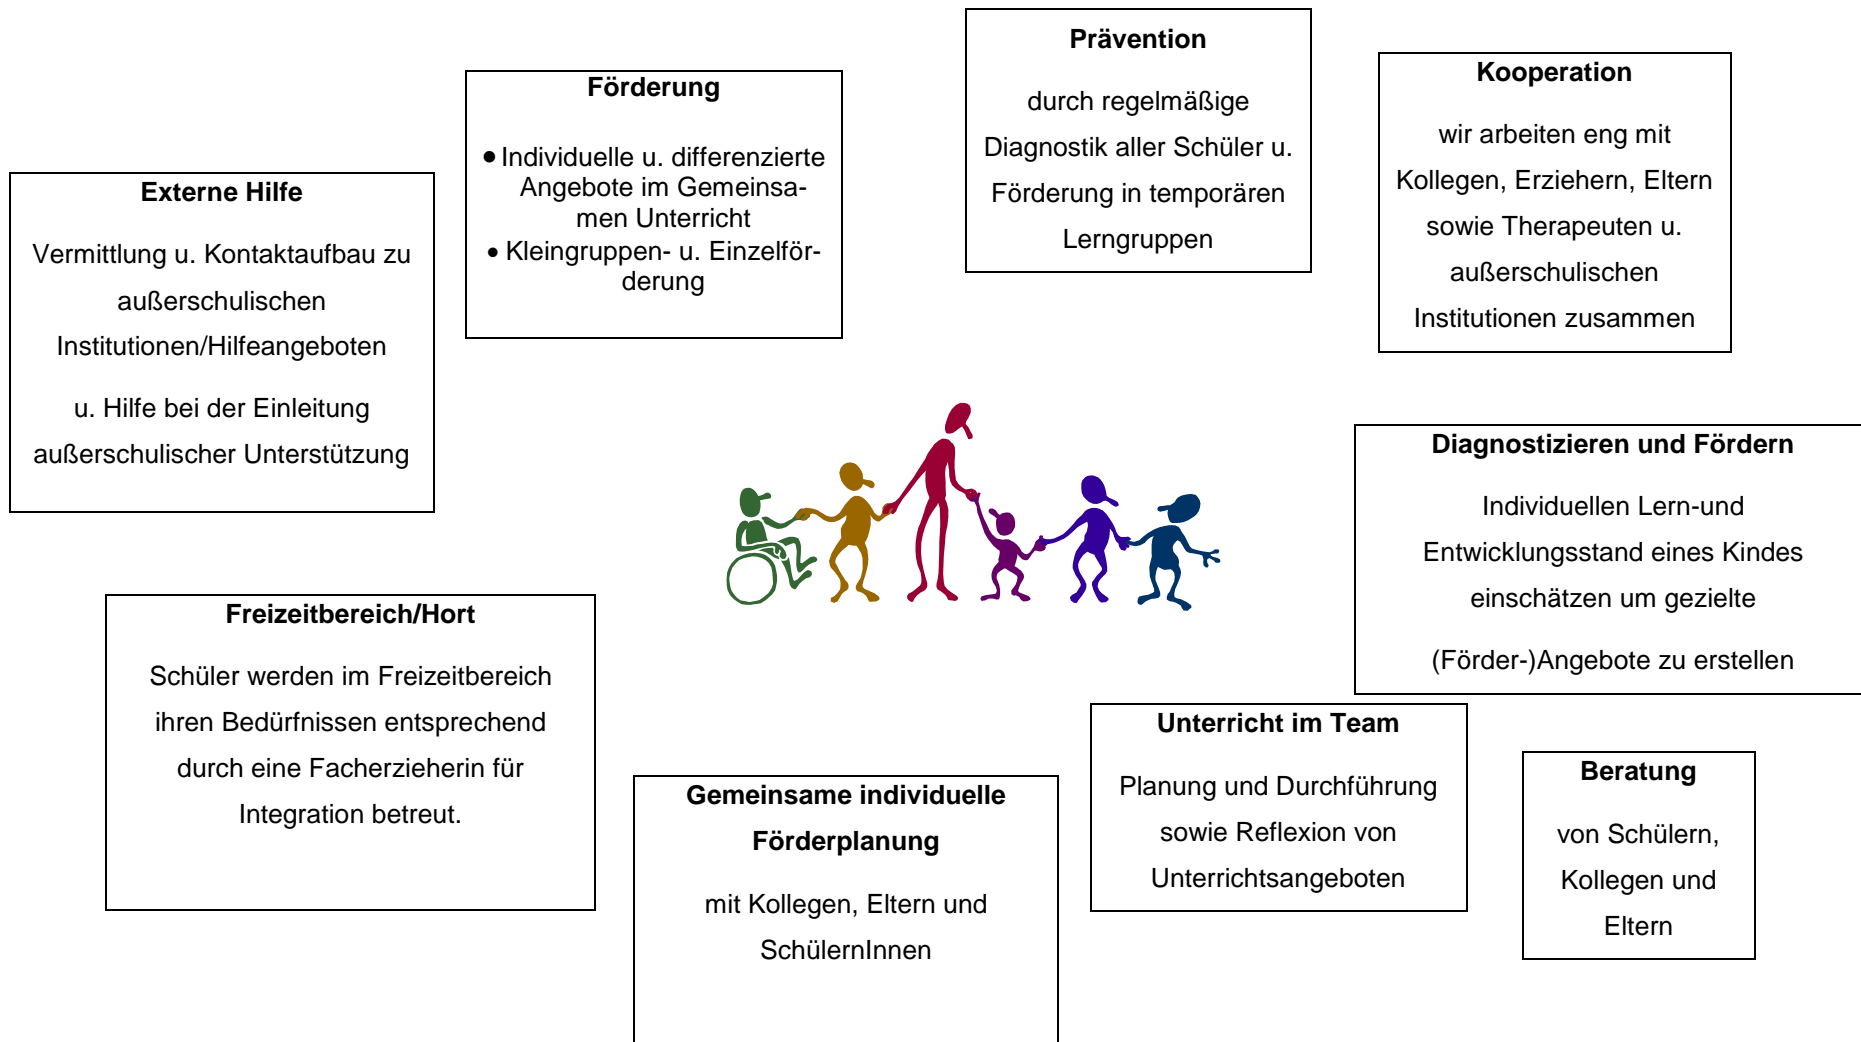 Externe Hilfe
Vermittlung u. Kontaktaufbau zu
außerschulischen
Institutionen/Hilfeangeboten
u. Hilfe bei der Einleitung
außerschulischer Unterstützung
Förderung
• Individuelle u. differenzierte
Angebote im Gemeinsa-
men Unterricht
• Kleingruppen- u. Einzelför-
derung
Prävention
durch regelmäßige
Diagnostik aller Schüler u.
Förderung in temporären
Lerngruppen
Kooperation
wir arbeiten eng mit
Kollegen, Erziehern, Eltern
sowie Therapeuten u.
außerschulischen
Institutionen zusammen
Diagnostizieren und Fördern
Individuellen Lern-und
Entwicklungsstand eines Kindes
einschätzen um gezielte
(Förder-)Angebote zu erstellen
Freizeitbereich/Hort
Schüler werden im Freizeitbereich
ihren Bedürfnissen entsprechend
durch eine Facherzieherin für
Integration betreut.
Gemeinsame individuelle
Förderplanung
mit Kollegen, Eltern und
SchülernInnen
Unterricht im Team
Planung und Durchführung
sowie Reflexion von
Unterrichtsangeboten
Beratung
von Schülern,
Kollegen und
Eltern